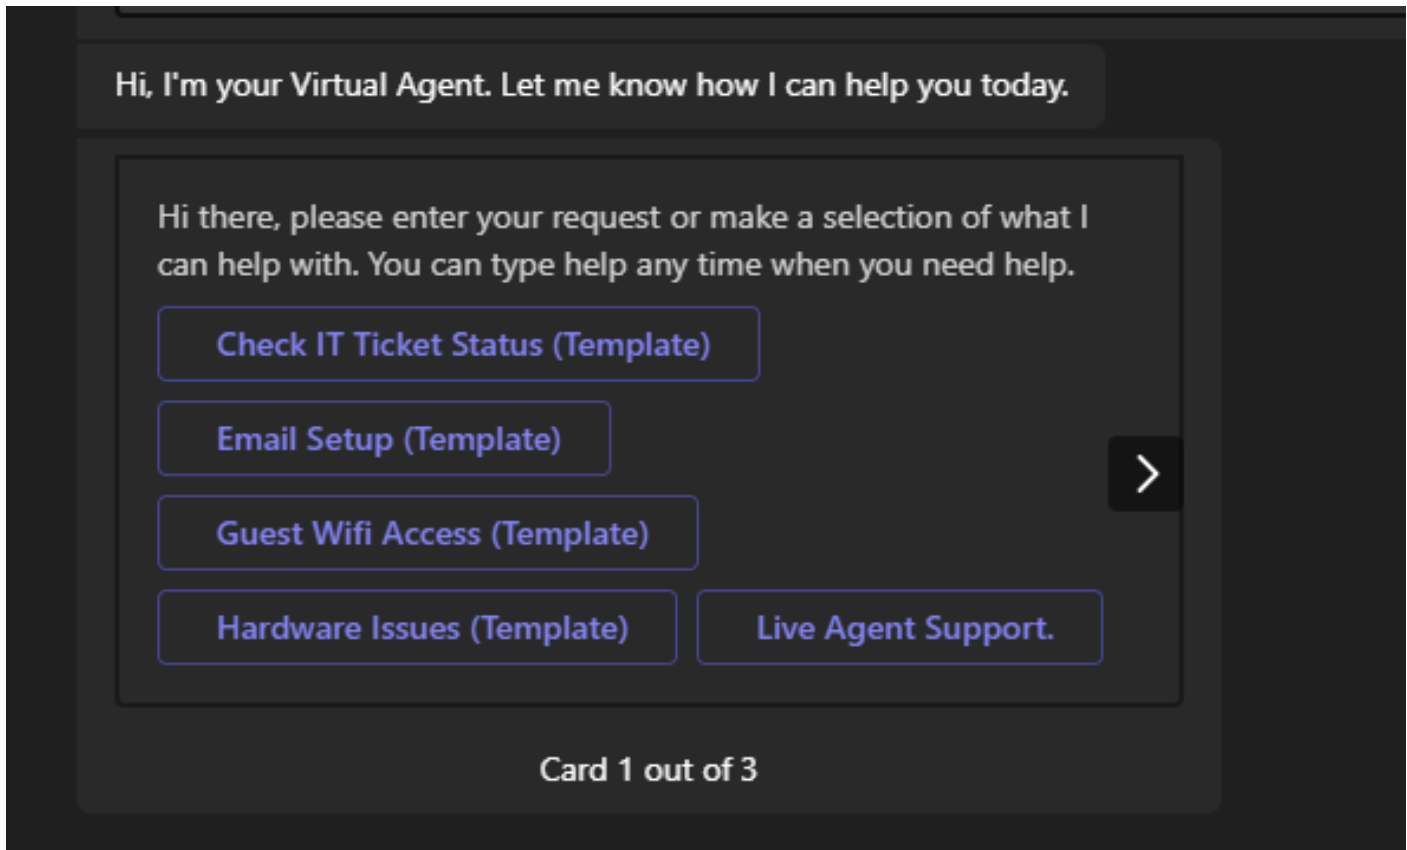 Hi, I'm your Virtual Agent. Let me know how I can help you today.
Hi there, please enter your request or make a selection of what I
can help with. You can type help any time when you need help.
Check IT Ticket Status (Template)
Email Setup (Template)
Guest Wifi Access (Template)
Hardware Issues (Template)
Live Agent Support.
Card 1 out of 3